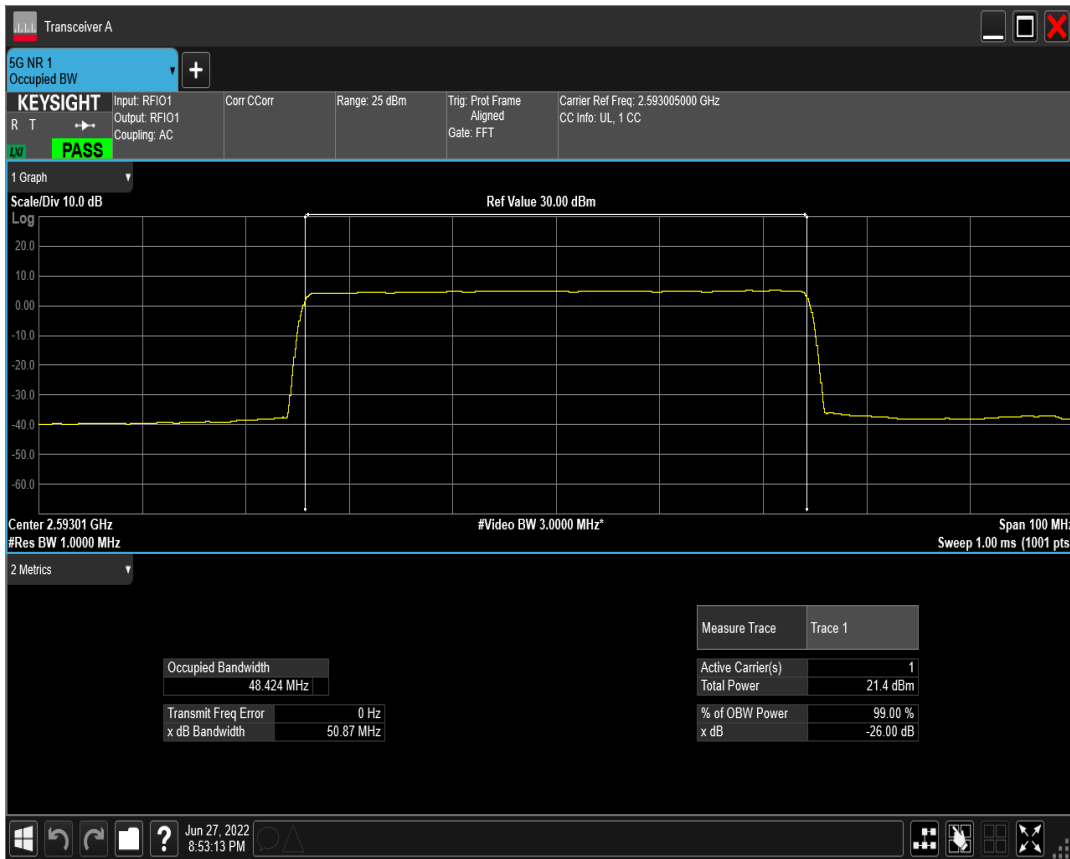 Transceiver A
5G NR 1
Occupied BW
+
KEYSIGHT
R T
LXI
PASS
Input: RFIO1
Output: RFIO1
Coupling: AC
Corr CCorr
Range: 25 dBm
Trig: Prot Frame
Aligned
Gate: FFT
Carrier Ref Freq: 2.593005000 GHz
CC Info: UL, 1 CC
1 Graph
Scale/Div 10.0 dB
Ref Value 30.00 dBm
Log
20.0
10.0
0.00
-10.0
-20.0
-30.0
-40.0
-50.0
-60.0
Center 2.59301 GHz
#Video BW 3.0000 MHz*
Span 100 MHz
#Res BW 1.0000 MHz
Sweep 1.00 ms (1001 pts
2 Metrics
Measure Trace Trace 1
Occupied Bandwidth
48.424 MHz
Active Carrier(s) 1
Total Power 21.4 dBm
Transmit Freq Error 0 Hz
x dB Bandwidth 50.87 MHz
% of OBW Power 99.00 %
x dB -26.00 dB
?
Jun 27, 2022
8:53:13 PM